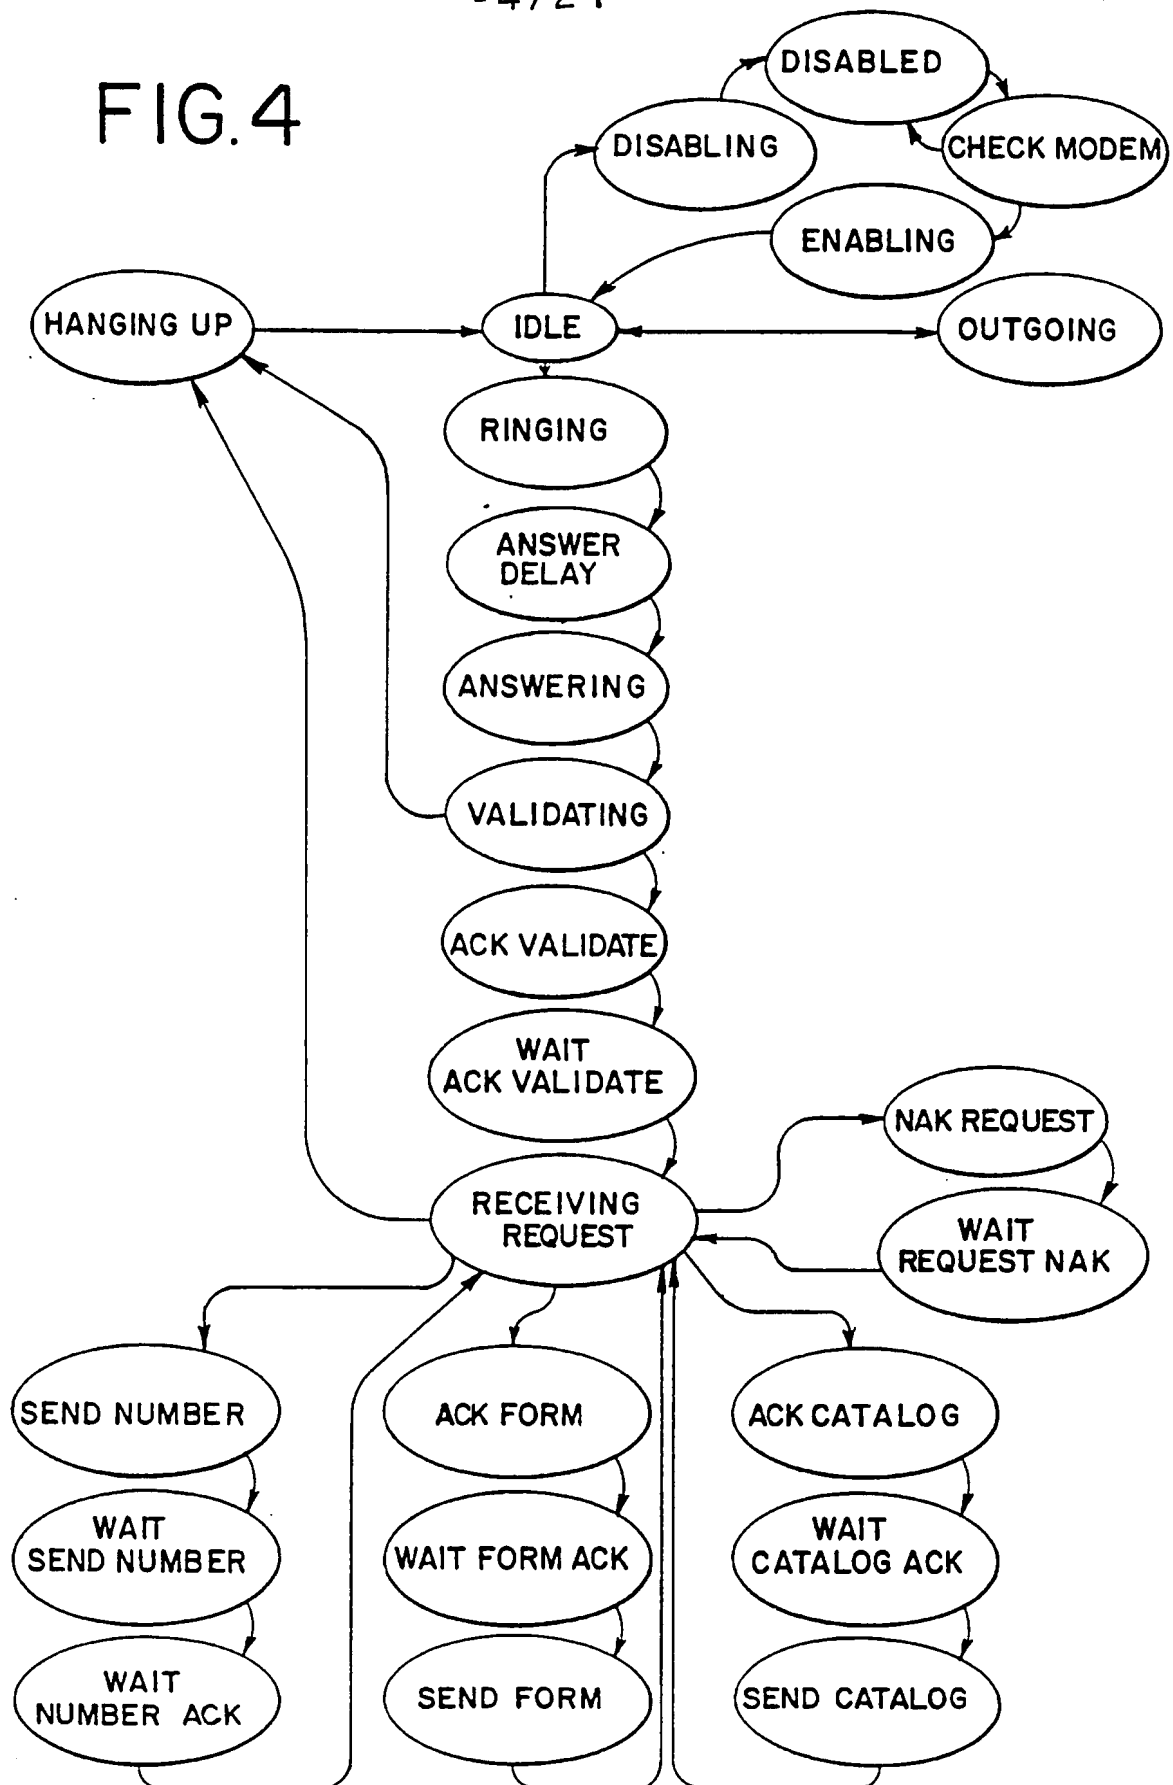 FIG. 4
DISABLED
DISABLING
CHECK MODEM
ENABLING
HANGING UP
IDLE
OUTGOING
RINGING
ANSWER
DELAY
ANSWERING
VALIDATING
ACK VALIDATE
WAIT
ACK VALIDATE
NAK REQUEST
RECEIVING
REQUEST
WAIT
REQUEST NAK
SEND NUMBER
ACK FORM
ACK CATALOG
WAIT
SEND NUMBER
WAIT FORM ACK
WAIT
CATALOG ACK
WAIT
NUMBER ACK
SEND FORM
SEND CATALOG